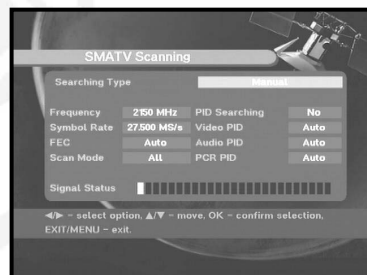 SMATV Scanning
Searching Type Manual
Frequency 2150 MHz PID Searching No
Symbol Rate 27.500 MS/s Video PID Auto
FEC Auto Audio PID Auto
Scan Mode All PCR PID Auto
Signal Status
◄/► - select option, ▲/▼ - move, OK - confirm selection,
EXIT/MENU - exit.